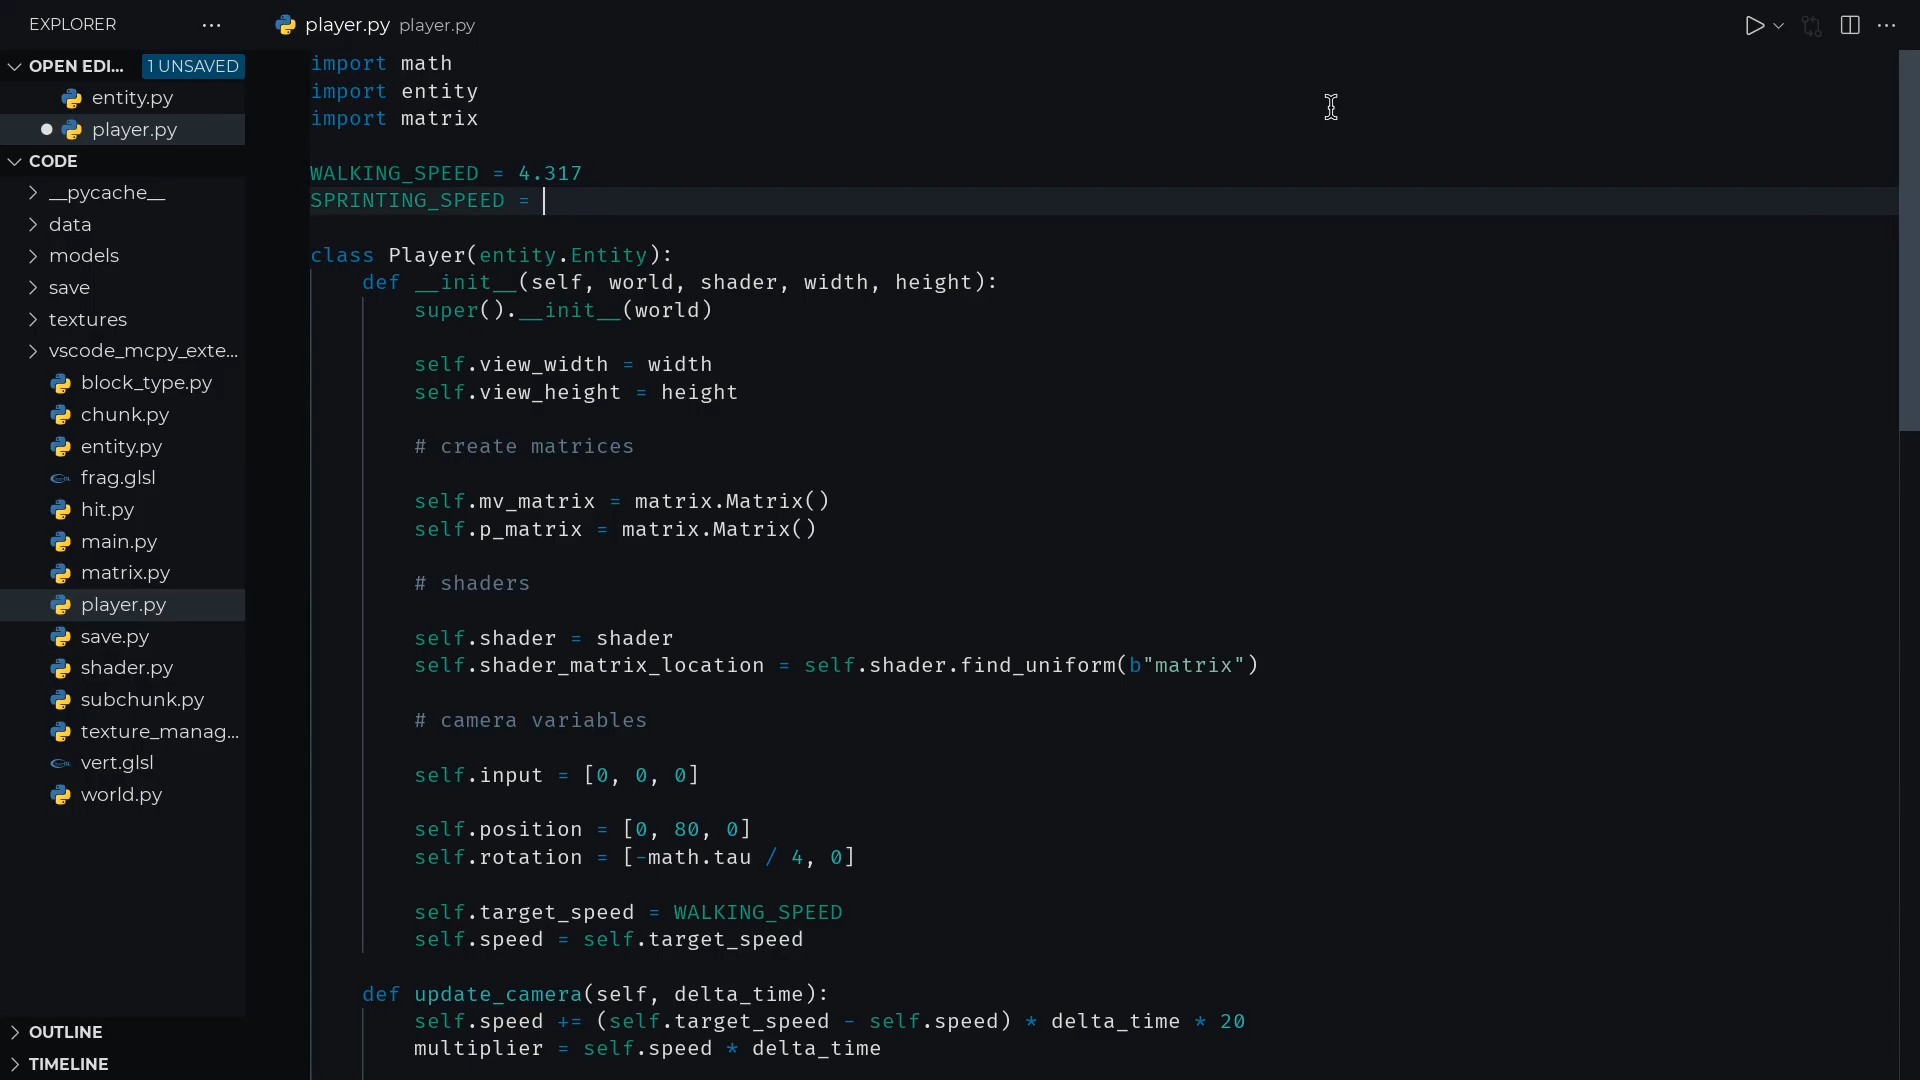 EXPLORER
OPEN EDI... 1 UNSAVED
entity.py
player.py
CODE
__pycache__
data
models
save
textures
vscode_mcpy_exte...
block_type.py
chunk.py
entity.py
frag.glsl
hit.py
main.py
matrix.py
player.py
save.py
shader.py
subchunk.py
texture_manag...
vert.glsl
world.py
OUTLINE
TIMELINE
player.py player.py
import math
import entity
import matrix
WALKING_SPEED = 4.317
SPRINTING_SPEED =
class Player(entity.Entity):
def __init__(self, world, shader, width, height):
super().__init__(world)
self.view_width = width
self.view_height = height
# create matrices
self.mv_matrix = matrix.Matrix()
self.p_matrix = matrix.Matrix()
# shaders
self.shader = shader
self.shader_matrix_location = self.shader.find_uniform(b"matrix")
# camera variables
self.input = [0, 0, 0]
self.position = [0, 80, 0]
self.rotation = [-math.tau / 4, 0]
self.target_speed = WALKING_SPEED
self.speed = self.target_speed
def update_camera(self, delta_time):
self.speed += (self.target_speed - self.speed) * delta_time * 20
multiplier = self.speed * delta_time